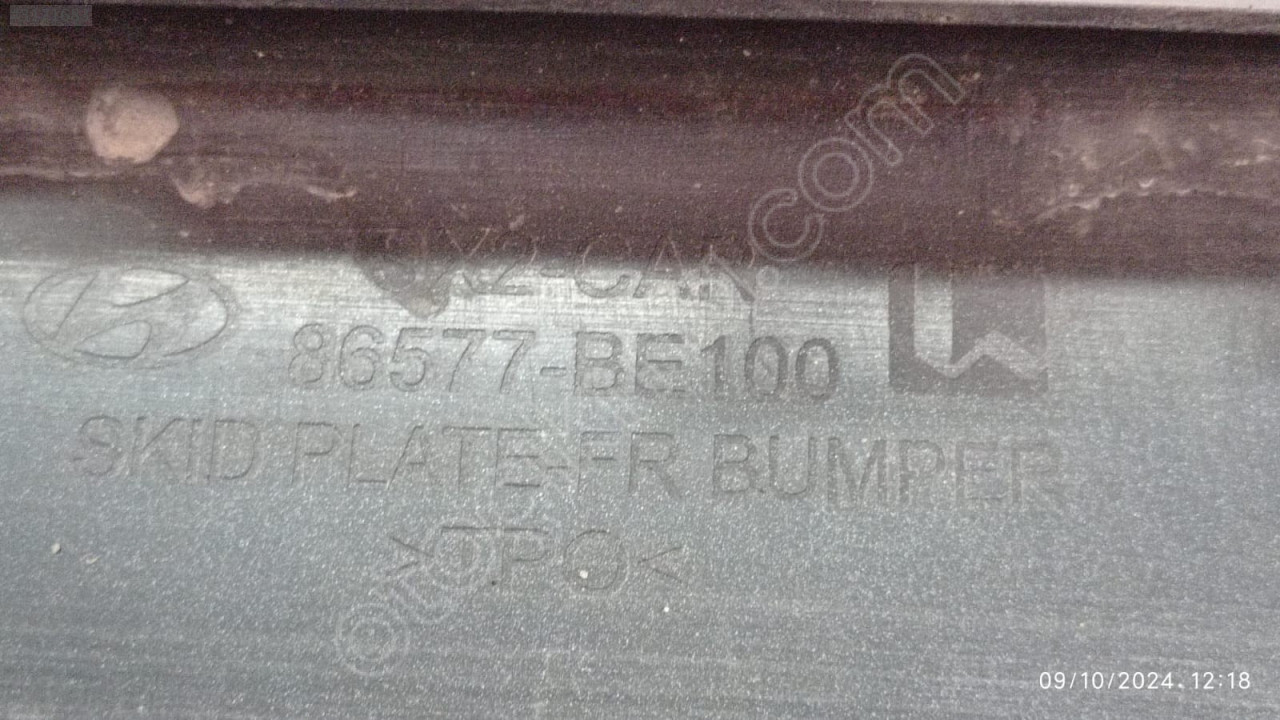 86577-BE100
SKID PLATE-FR BUMPER
>TPO<
09/10/2024 12:18